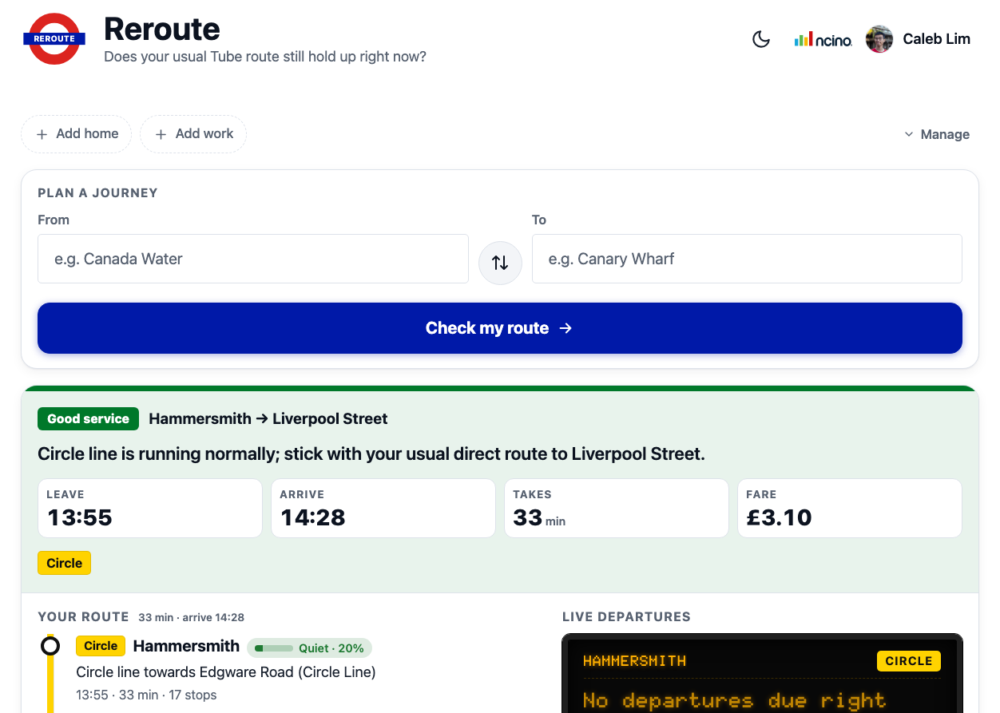 REROUTE
Reroute
Does your usual Tube route still hold up right now?
ncino.
Caleb Lim
+ Add home
+ Add work
Manage
PLAN A JOURNEY
From
To
e.g. Canada Water
e.g. Canary Wharf
Check my route →
Good service
Hammersmith → Liverpool Street
Circle line is running normally; stick with your usual direct route to Liverpool Street.
LEAVE
13:55
ARRIVE
14:28
TAKES
33 min
FARE
£3.10
Circle
YOUR ROUTE 33 min · arrive 14:28
Circle Hammersmith Quiet · 20%
Circle line towards Edgware Road (Circle Line)
13:55 · 33 min · 17 stops
LIVE DEPARTURES
HAMMERSMITH
CIRCLE
No departures due right